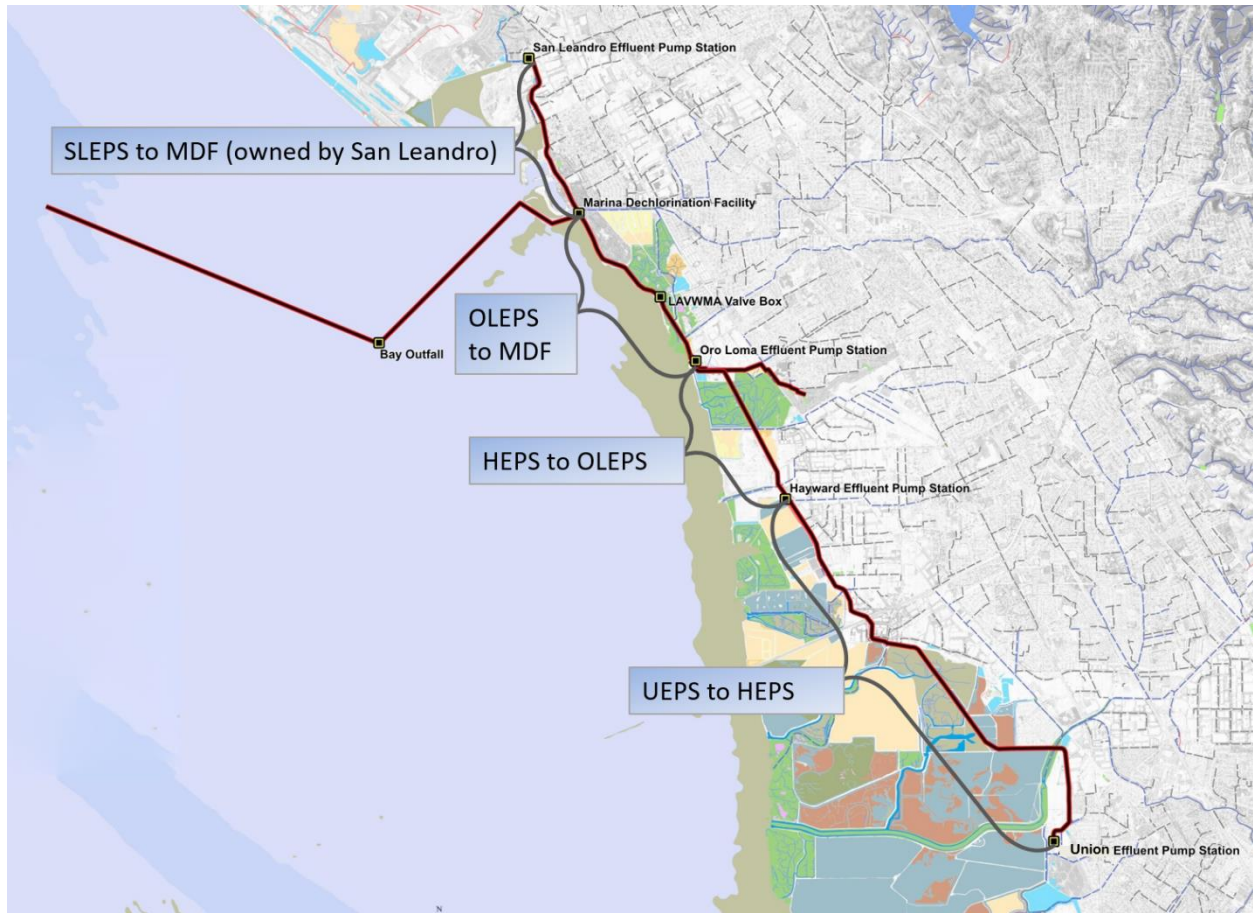 San Leandro Effluent Pump Station
SLEPS to MDF (owned by San Leandro)
Marina Dechlorination Facility
OLEPS
to MDF
LAVWMA Valve Box
Bay Outfall
Oro Loma Effluent Pump Station
HEPS to OLEPS
Hayward Effluent Pump Station
UEPS to HEPS
Union Effluent Pump Station
N